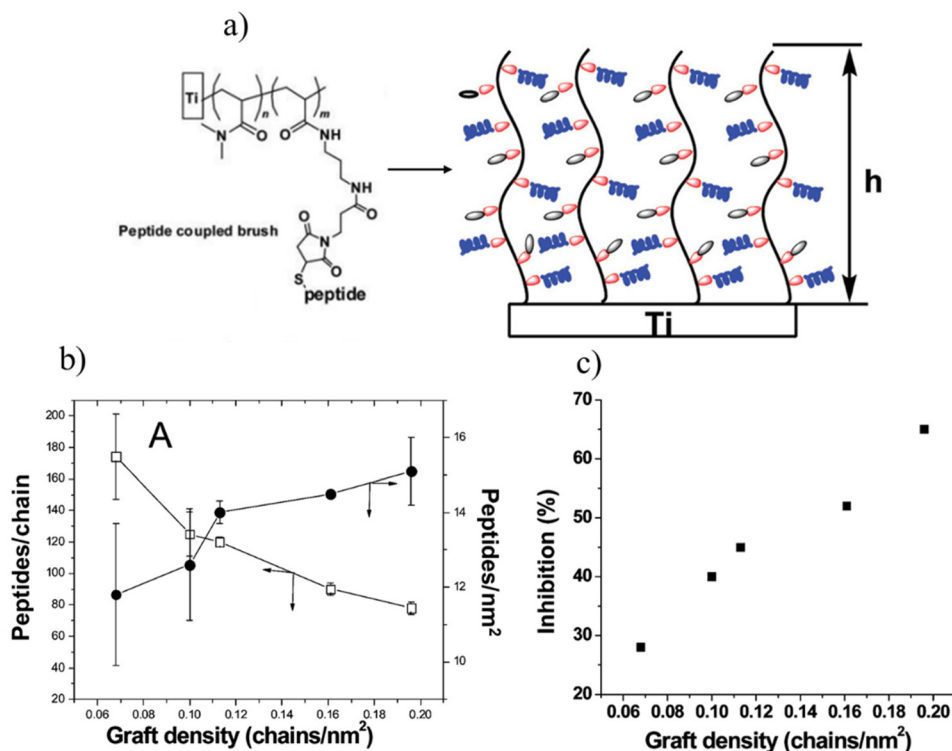 a)
Ti
n
m
N
O
O
NH
NH
O
O
N
O
S
peptide
Peptide coupled brush
h
Ti
b)
A
Peptides/chain
200
180
160
140
120
100
80
60
40
20
16
14
12
10
Peptides/nm²
0.06 0.08 0.10 0.12 0.14 0.16 0.18 0.20
Graft density (chains/nm²)
c)
Inhibition (%)
70
60
50
40
30
20
0.06 0.08 0.10 0.12 0.14 0.16 0.18 0.20
Graft density (chains/nm²)